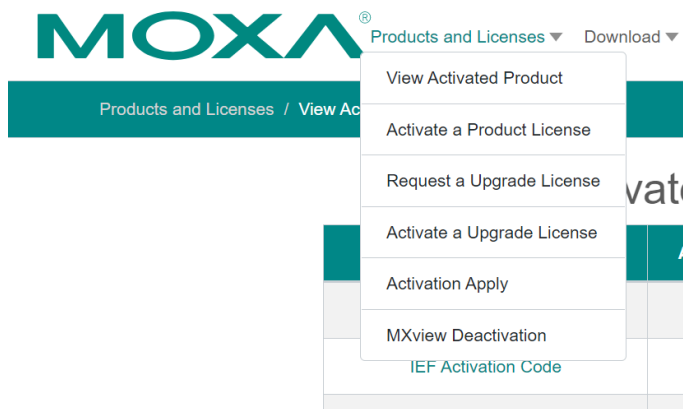 MOXA®
Products and Licenses ▼ Download ▼
Products and Licenses / View Ac
View Activated Product
Activate a Product License
Request a Upgrade License
Activate a Upgrade License
Activation Apply
MXview Deactivation
IEF Activation Code